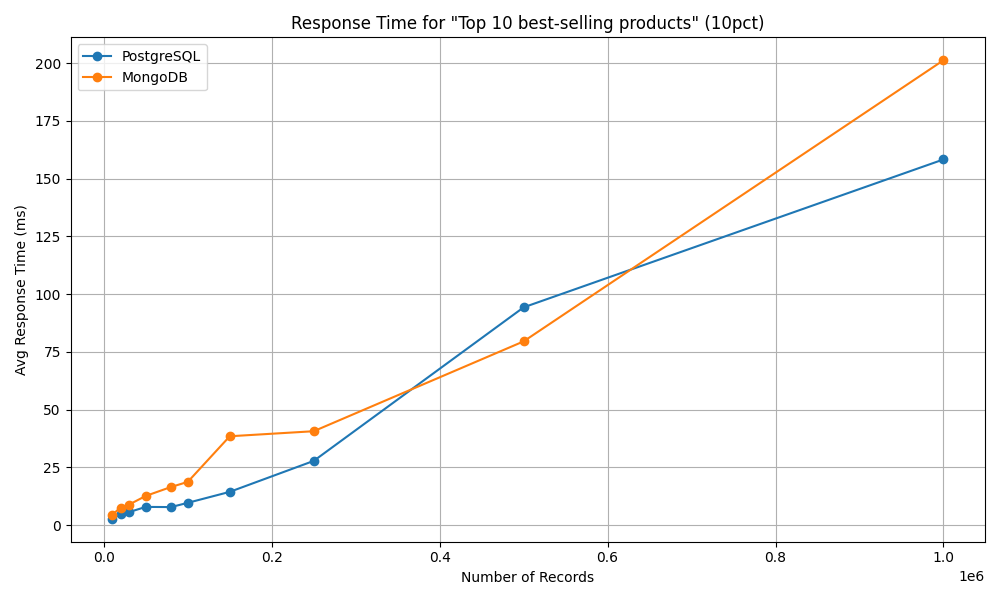 Response Time for "Top 10 best-selling products" (10pct)
PostgreSQL
MongoDB
200
175
150
125
100
75
50
25
0
Avg Response Time (ms)
0.0
0.2
0.4
0.6
0.8
1.0
1e6
Number of Records